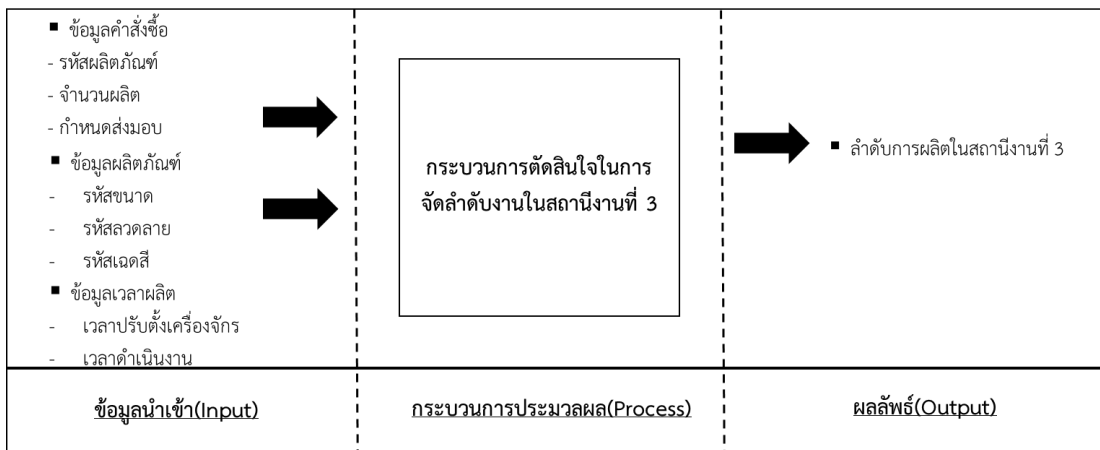 ▪ ข้อมูลคำสั่งซื้อ
- รหัสผลิตภัณฑ์
- จำนวนผลิต
- กำหนดส่งมอบ
▪ ข้อมูลผลิตภัณฑ์
- รหัสขนาด
- รหัสลวดลาย
- รหัสเฉดสี
▪ ข้อมูลเวลาผลิต
- เวลาปรับตั้งเครื่องจักร
- เวลาดำเนินงาน
กระบวนการตัดสินใจในการ
จัดลำดับงานในสถานีงานที่ 3
▪ ลำดับการผลิตในสถานีงานที่ 3
ข้อมูลนำเข้า(Input)
กระบวนการประมวลผล(Process)
ผลลัพธ์(Output)